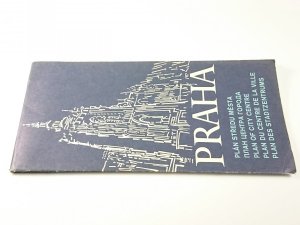 PRAHA
PLÁN STŘEDU MĚSTA
ПЛАН ЦЕНТРА ГОРОДА
PLAN OF CITY CENTRE
PLAN DU CENTRE DE LA VILLE
PLAN DES STADTZENTRUMS